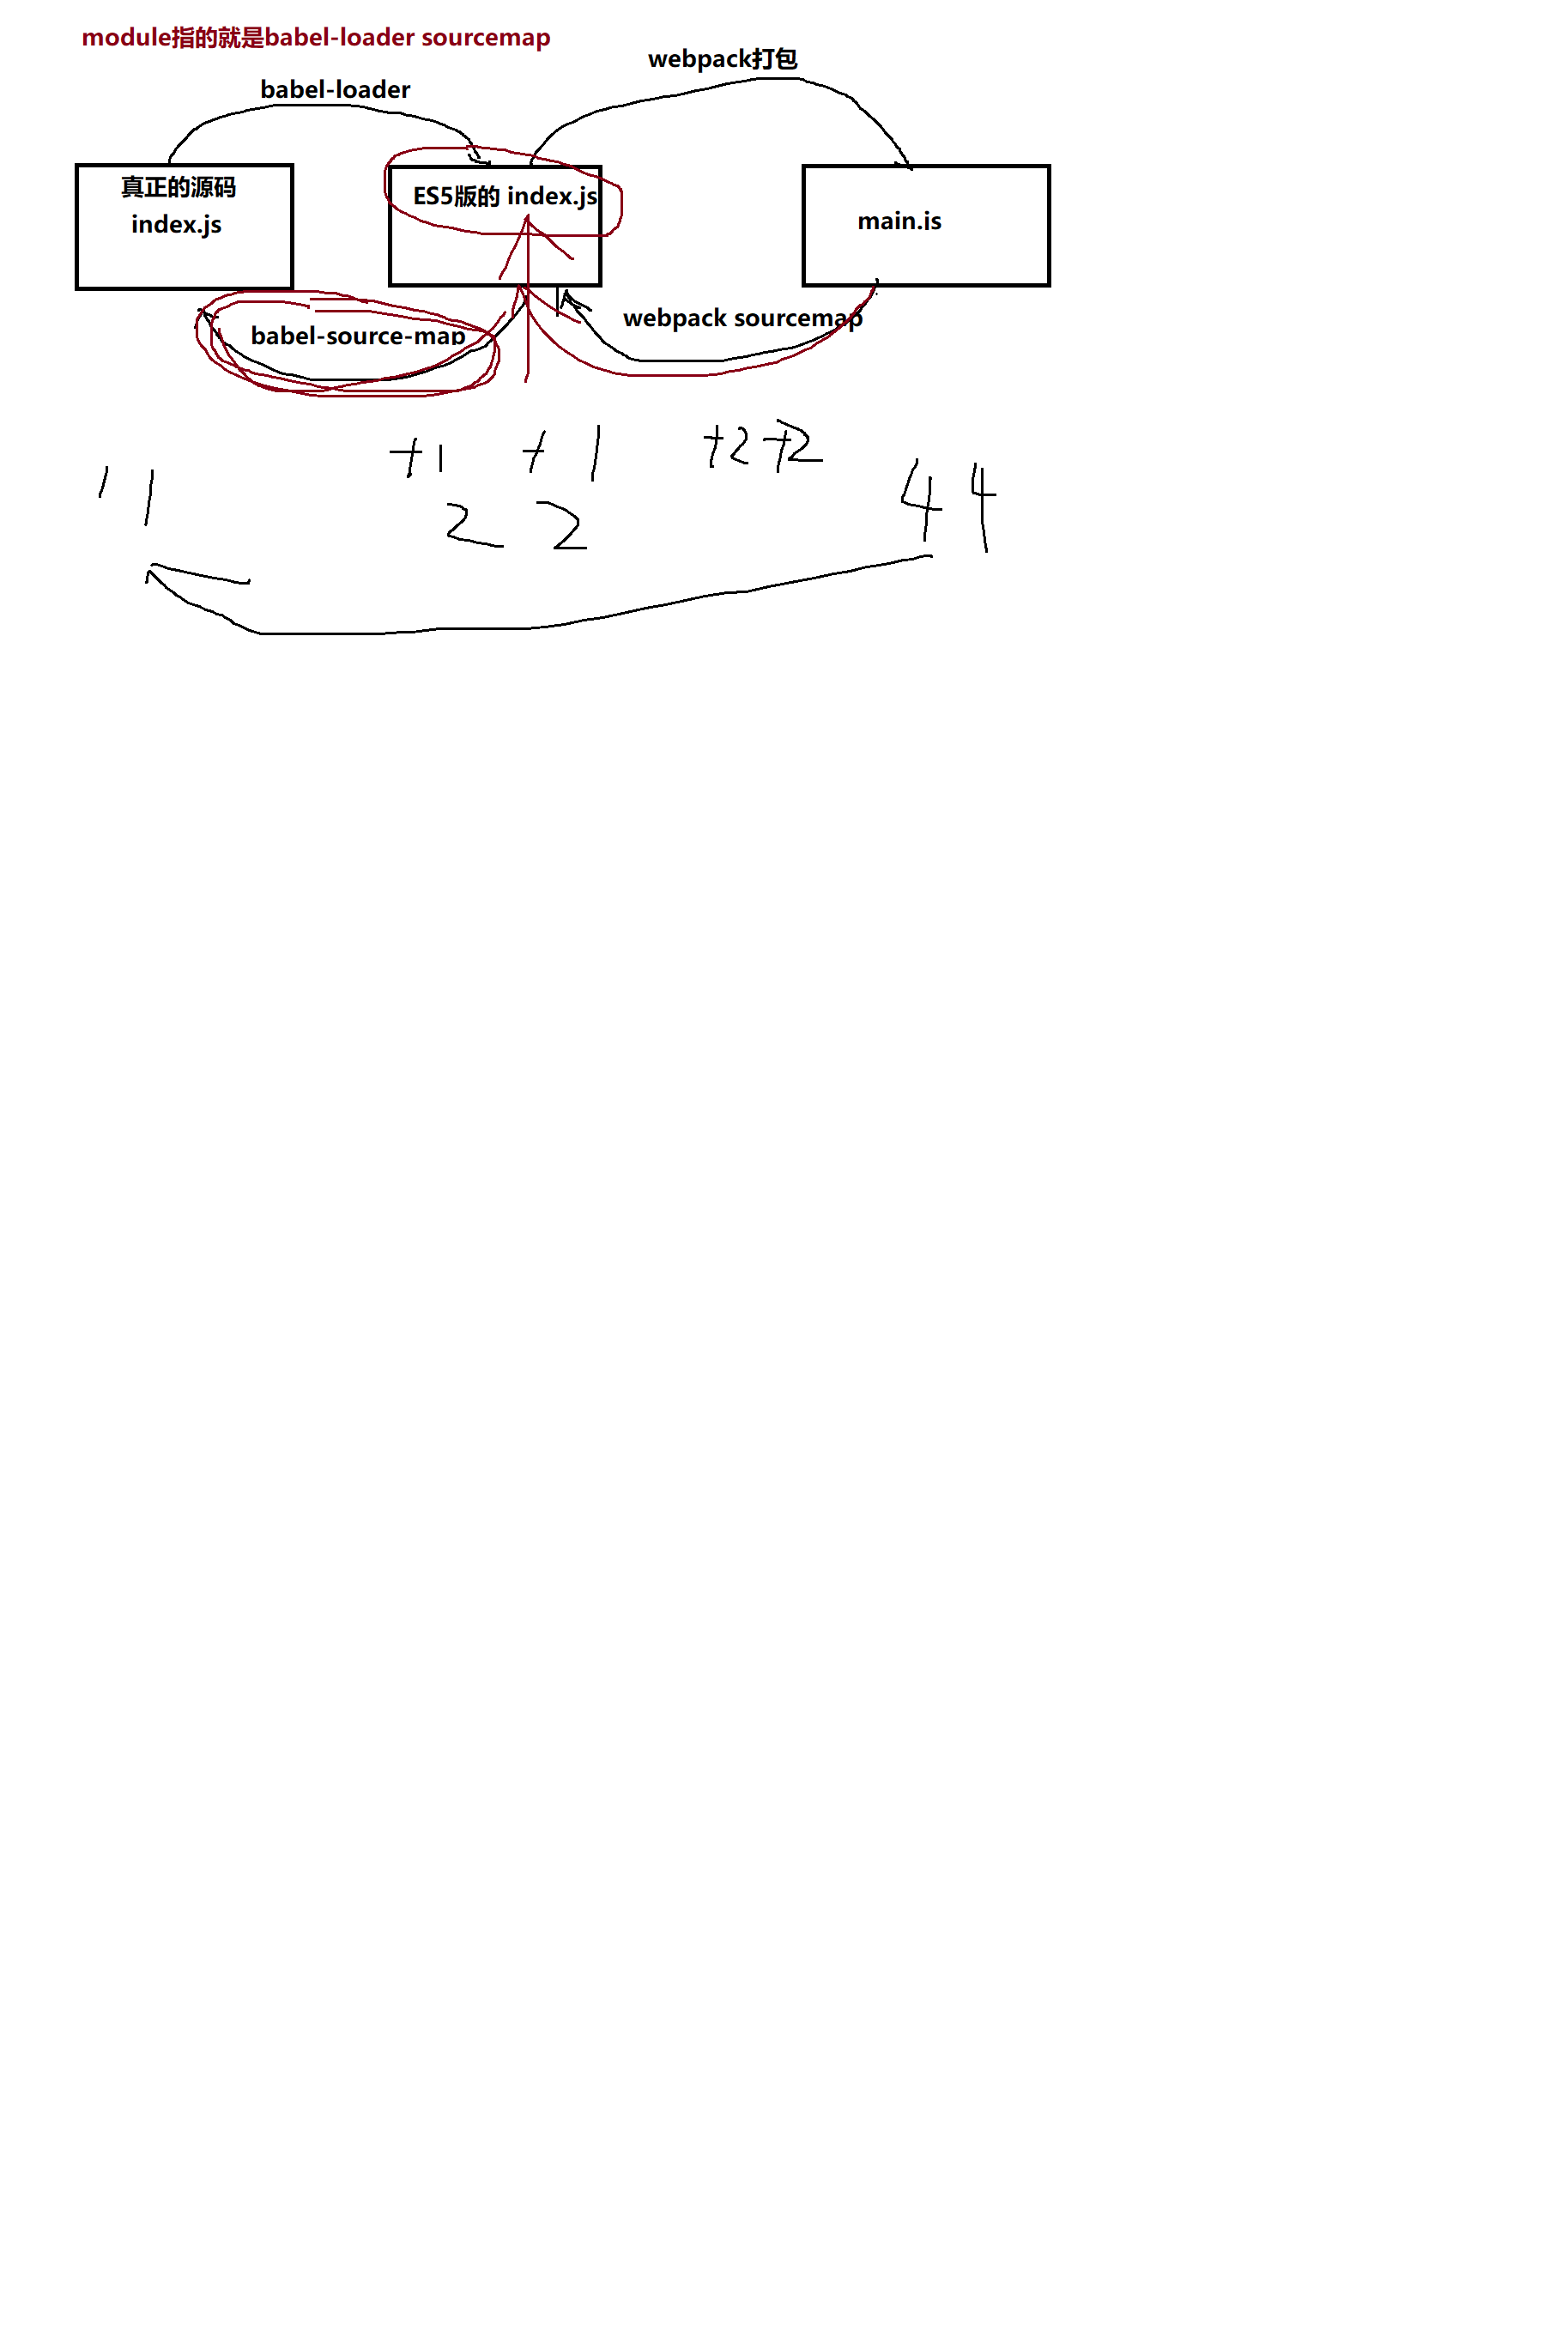 module指的就是babel-loader sourcemap
webpack打包
babel-loader
真正的源码
index.js
ES5版的 index.js
main.is
babel-source-map
webpack sourcemap
+1 +1 +2+2
1 1
2 2
4 4